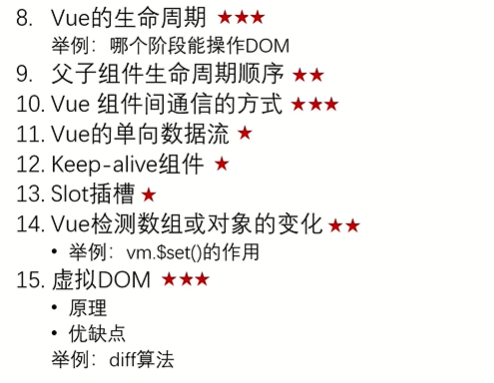 8. Vue的生命周期 ★★★
举例：哪个阶段能操作DOM
9. 父子组件生命周期顺序 ★★
10. Vue 组件间通信的方式 ★★★
11. Vue的单向数据流 ★
12. Keep-alive组件 ★
13. Slot插槽 ★
14. Vue检测数组或对象的变化 ★★
• 举例：vm.$set()的作用
15. 虚拟DOM ★★★
• 原理
• 优缺点
举例：diff算法